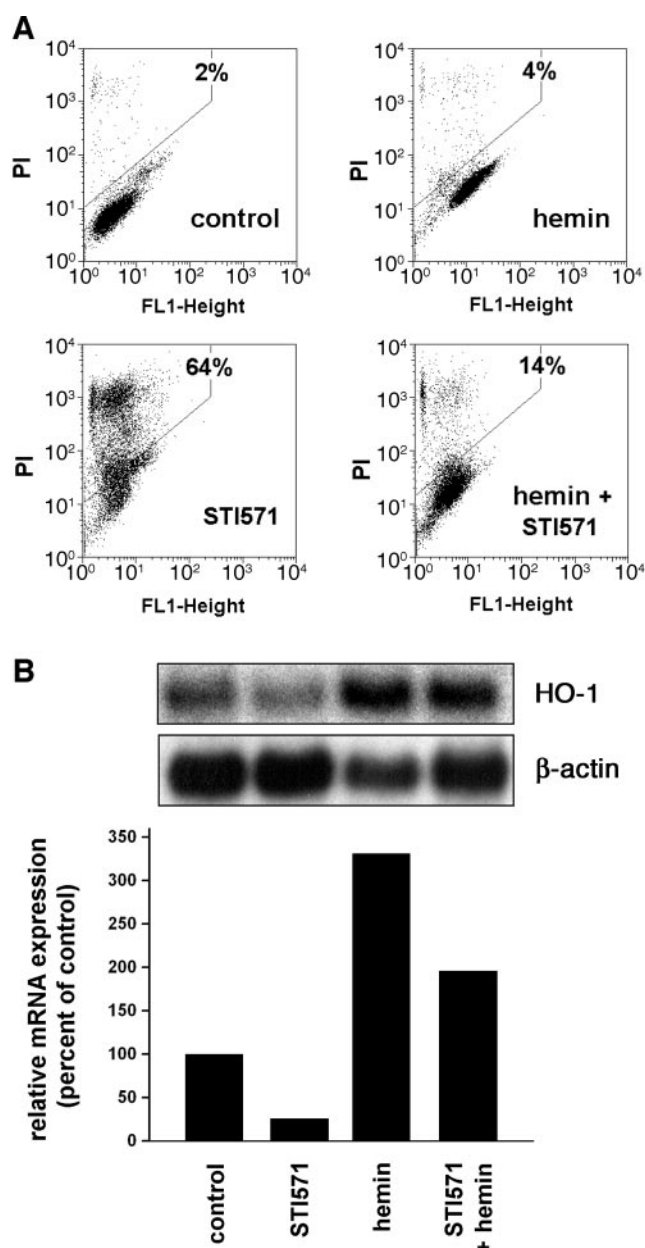 A
10⁴
10³
10²
10¹
10⁰
PI
2%
control
10⁰ 10¹ 10² 10³ 10⁴
FL1-Height
10⁴
10³
10²
10¹
10⁰
PI
4%
hemin
10⁰ 10¹ 10² 10³ 10⁴
FL1-Height
10⁴
10³
10²
10¹
10⁰
PI
64%
STI571
10⁰ 10¹ 10² 10³ 10⁴
FL1-Height
10⁴
10³
10²
10¹
10⁰
PI
14%
hemin +
STI571
10⁰ 10¹ 10² 10³ 10⁴
FL1-Height
B
HO-1
β-actin
relative mRNA expression
(percent of control)
350
300
250
200
150
100
50
0
control
STI571
hemin
STI571
+ hemin